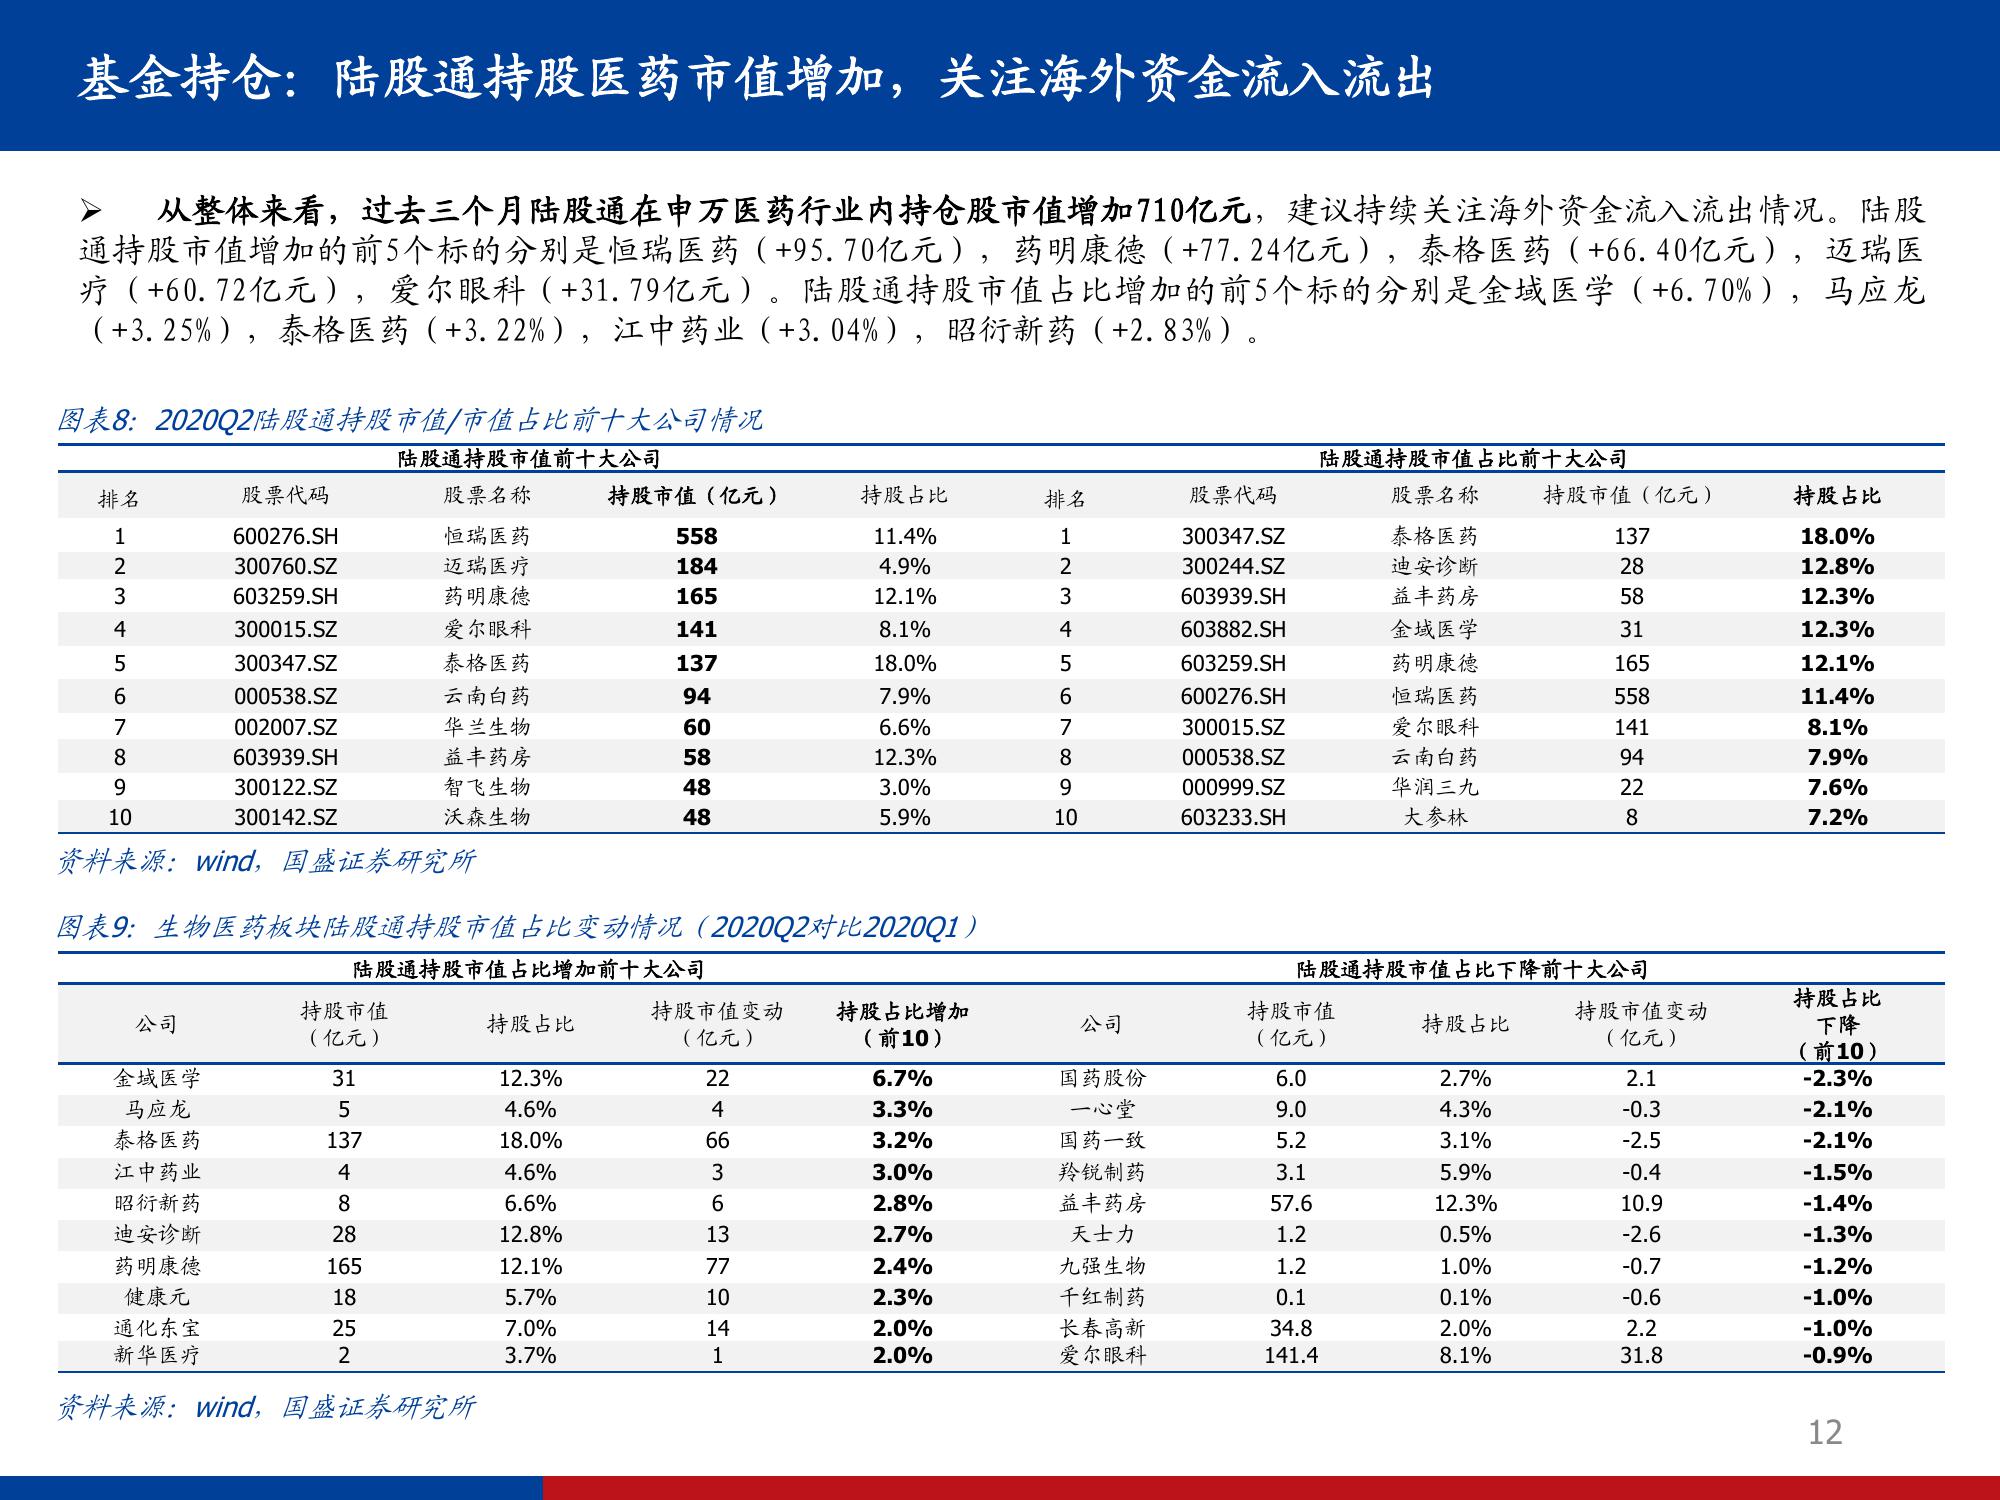 基金持仓：陆股通持股医药市值增加，关注海外资金流入流出
➢ 从整体来看，过去三个月陆股通在申万医药行业内持仓股市值增加710亿元，建议持续关注海外资金流入流出情况。陆股
通持股市值增加的前5个标的分别是恒瑞医药（+95.70亿元），药明康德（+77.24亿元），泰格医药（+66.40亿元），迈瑞医
疗（+60.72亿元），爱尔眼科（+31.79亿元）。陆股通持股市值占比增加的前5个标的分别是金域医学（+6.70%），马应龙
（+3.25%），泰格医药（+3.22%），江中药业（+3.04%），昭衍新药（+2.83%）。
图表8：2020Q2陆股通持股市值/市值占比前十大公司情况
陆股通持股市值前十大公司 陆股通持股市值占比前十大公司
排名 股票代码 股票名称 持股市值（亿元） 持股占比 排名 股票代码 股票名称 持股市值（亿元） 持股占比
1 600276.SH 恒瑞医药 558 11.4% 1 300347.SZ 泰格医药 137 18.0%
2 300760.SZ 迈瑞医疗 184 4.9% 2 300244.SZ 迪安诊断 28 12.8%
3 603259.SH 药明康德 165 12.1% 3 603939.SH 益丰药房 58 12.3%
4 300015.SZ 爱尔眼科 141 8.1% 4 603882.SH 金域医学 31 12.3%
5 300347.SZ 泰格医药 137 18.0% 5 603259.SH 药明康德 165 12.1%
6 000538.SZ 云南白药 94 7.9% 6 600276.SH 恒瑞医药 558 11.4%
7 002007.SZ 华兰生物 60 6.6% 7 300015.SZ 爱尔眼科 141 8.1%
8 603939.SH 益丰药房 58 12.3% 8 000538.SZ 云南白药 94 7.9%
9 300122.SZ 智飞生物 48 3.0% 9 000999.SZ 华润三九 22 7.6%
10 300142.SZ 沃森生物 48 5.9% 10 603233.SH 大参林 8 7.2%
资料来源：wind，国盛证券研究所
图表9：生物医药板块陆股通持股市值占比变动情况（2020Q2对比2020Q1）
陆股通持股市值占比增加前十大公司 陆股通持股市值占比下降前十大公司
公司 持股市值（亿元） 持股占比 持股市值变动（亿元） 持股占比增加（前10） 公司 持股市值（亿元） 持股占比 持股市值变动（亿元） 持股占比下降（前10）
金域医学 31 12.3% 22 6.7% 国药股份 6.0 2.7% 2.1 -2.3%
马应龙 5 4.6% 4 3.3% 一心堂 9.0 4.3% -0.3 -2.1%
泰格医药 137 18.0% 66 3.2% 国药一致 5.2 3.1% -2.5 -2.1%
江中药业 4 4.6% 3 3.0% 羚锐制药 3.1 5.9% -0.4 -1.5%
昭衍新药 8 6.6% 6 2.8% 益丰药房 57.6 12.3% 10.9 -1.4%
迪安诊断 28 12.8% 13 2.7% 天士力 1.2 0.5% -2.6 -1.3%
药明康德 165 12.1% 77 2.4% 九强生物 1.2 1.0% -0.7 -1.2%
健康元 18 5.7% 10 2.3% 千红制药 0.1 0.1% -0.6 -1.0%
通化东宝 25 7.0% 14 2.0% 长春高新 34.8 2.0% 2.2 -1.0%
新华医疗 2 3.7% 1 2.0% 爱尔眼科 141.4 8.1% 31.8 -0.9%
资料来源：wind，国盛证券研究所
12